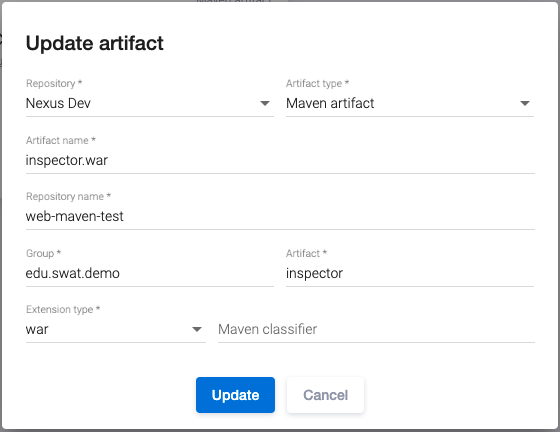 Update artifact
Repository * Artifact type *
Nexus Dev Maven artifact
Artifact name *
inspector.war
Repository name *
web-maven-test
Group * Artifact *
edu.swat.demo inspector
Extension type *
war Maven classifier
Update Cancel